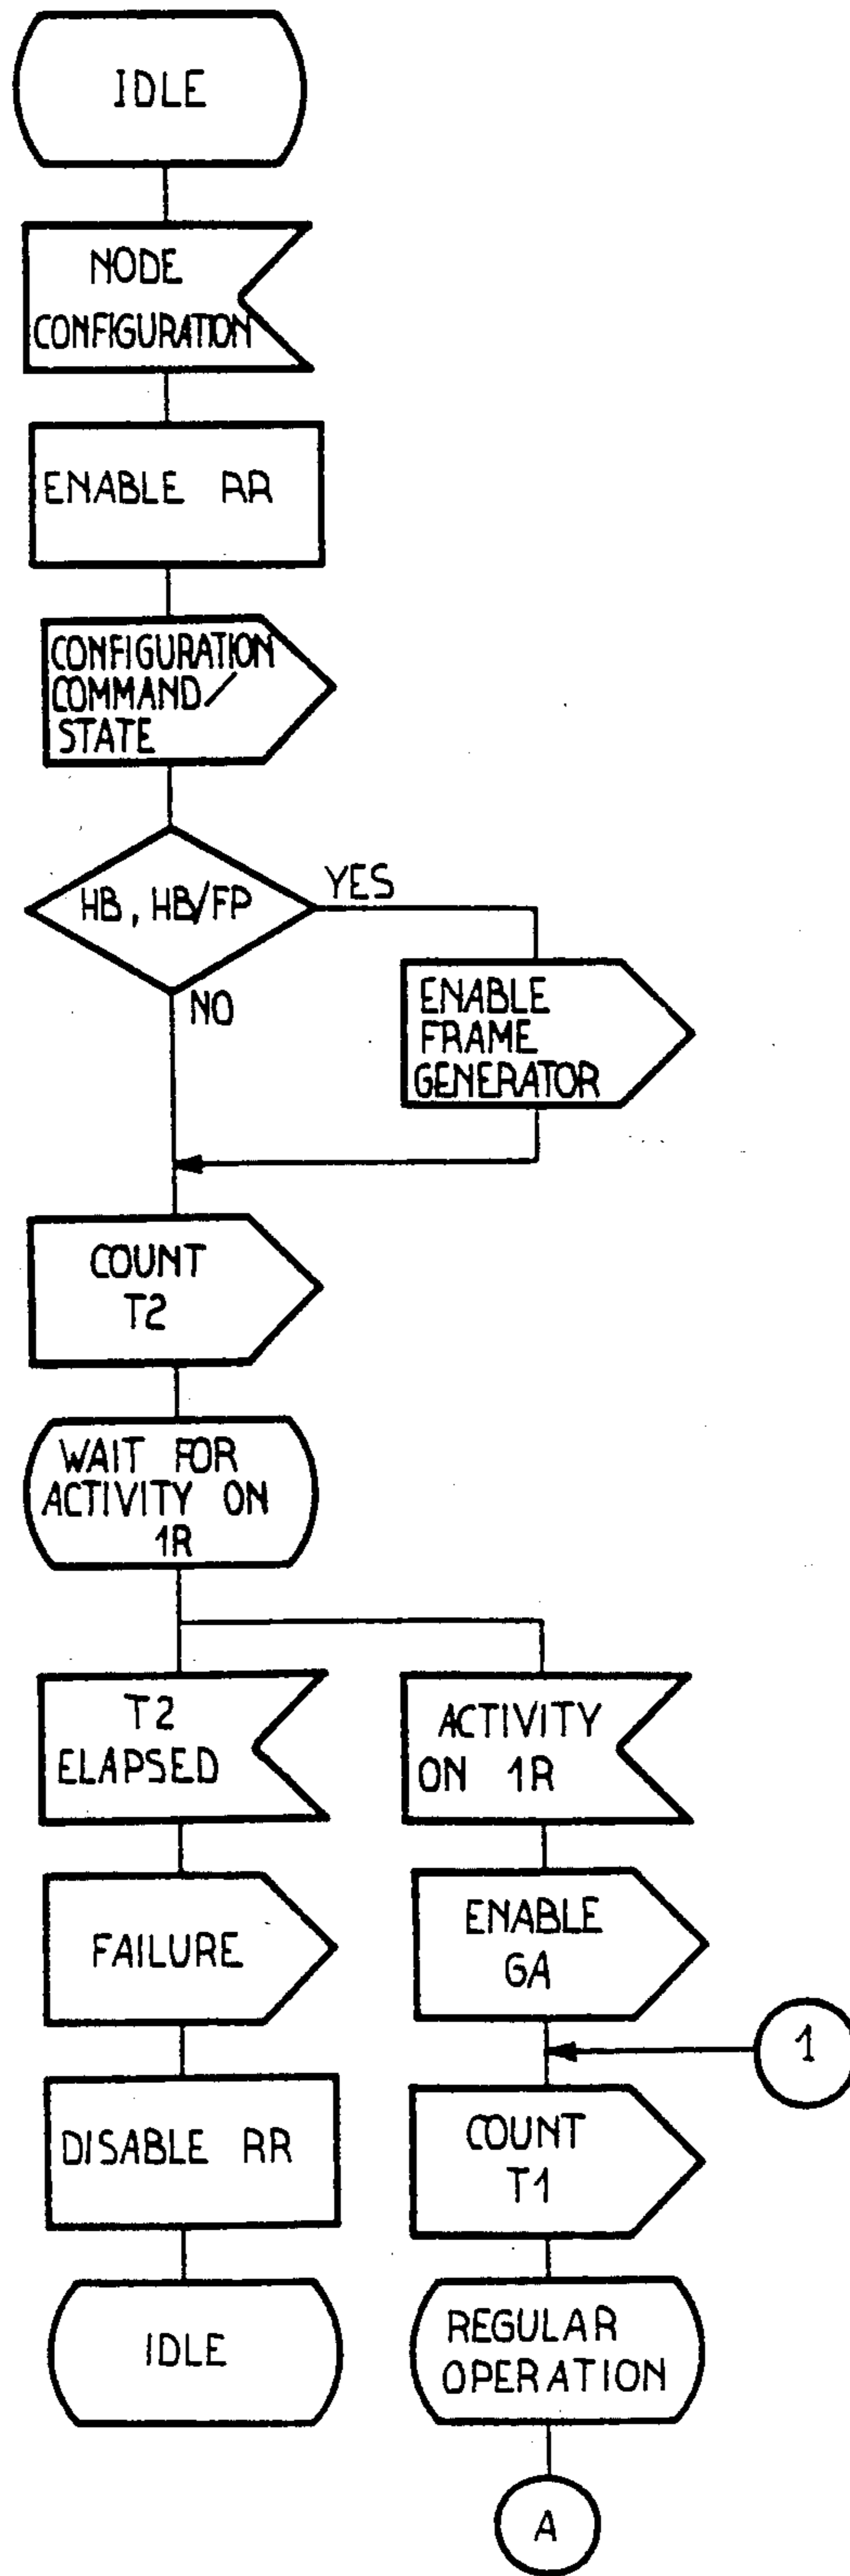 IDLE
NODE
CONFIGURATION
ENABLE RR
CONFIGURATION
COMMAND/
STATE
HB, HB/FP
YES
NO
ENABLE
FRAME
GENERATOR
COUNT
T2
WAIT FOR
ACTIVITY ON
1R
T2
ELAPSED
FAILURE
DISABLE RR
IDLE
ACTIVITY
ON 1R
ENABLE
GA
1
COUNT
T1
REGULAR
OPERATION
A